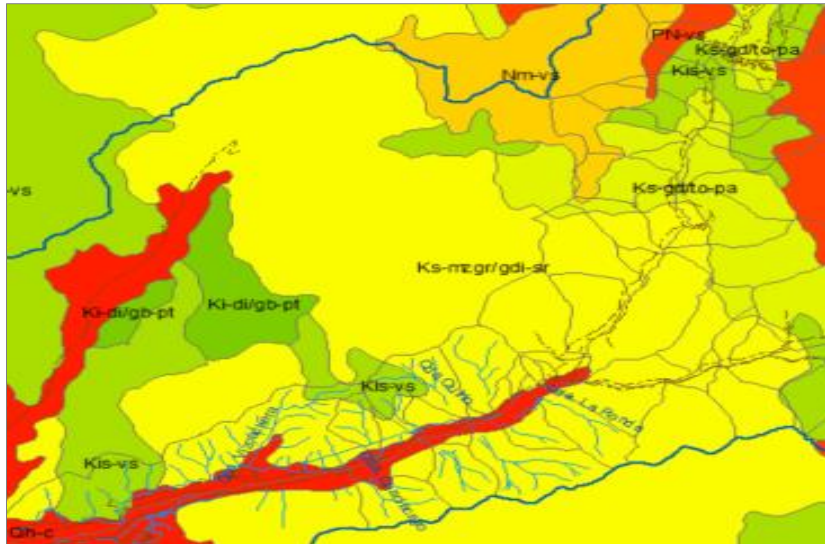 PN-vs
Ks-gd/to-pa
Kis-vs
Nm-vs
-vs
Ks-gd/to-pa
Ks-mzgr/gdi-sr
Ki-di/gb-pt
Ki-di/gb-pt
Kis-vs
Kis-vs
Qh-c